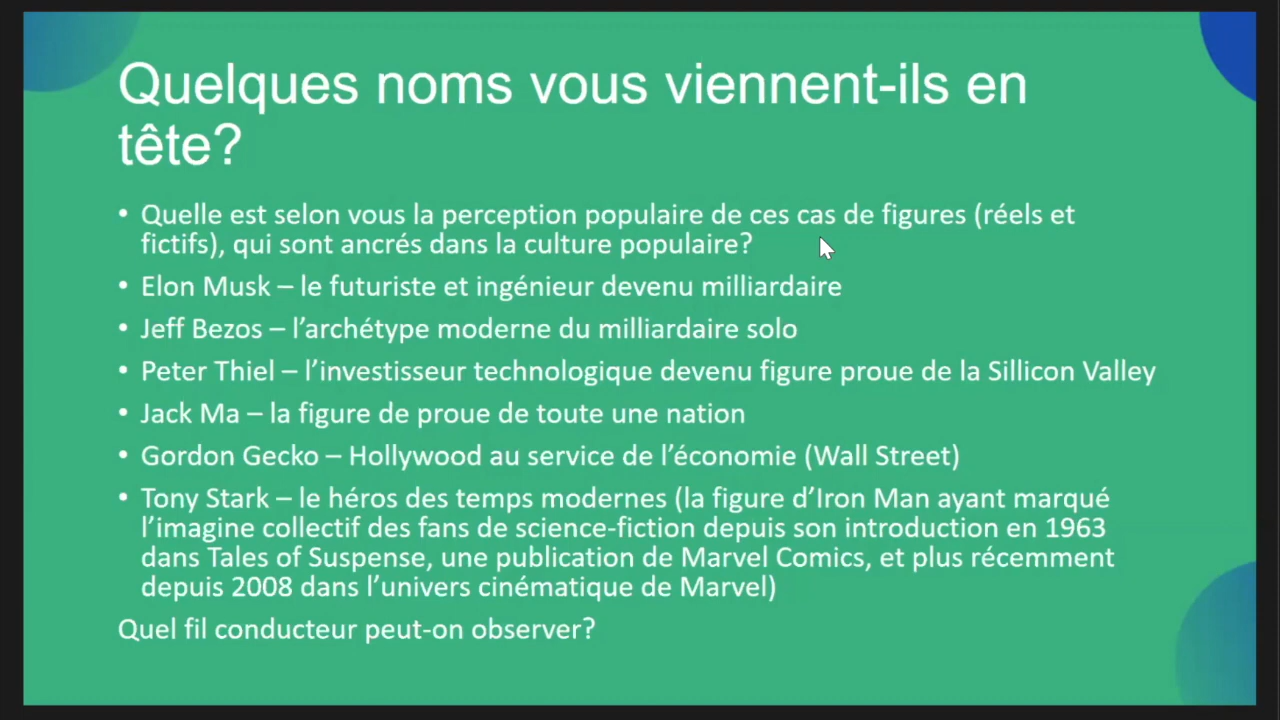 Quelques noms vous viennent-ils en
tête?
• Quelle est selon vous la perception populaire de ces cas de figures (réels et
fictifs), qui sont ancrés dans la culture populaire?
• Elon Musk – le futuriste et ingénieur devenu milliardaire
• Jeff Bezos – l’archétype moderne du milliardaire solo
• Peter Thiel – l’investisseur technologique devenu figure proue de la Sillicon Valley
• Jack Ma – la figure de proue de toute une nation
• Gordon Gecko – Hollywood au service de l’économie (Wall Street)
• Tony Stark – le héros des temps modernes (la figure d’Iron Man ayant marqué
l’imagine collectif des fans de science-fiction depuis son introduction en 1963
dans Tales of Suspense, une publication de Marvel Comics, et plus récemment
depuis 2008 dans l’univers cinématique de Marvel)
Quel fil conducteur peut-on observer?